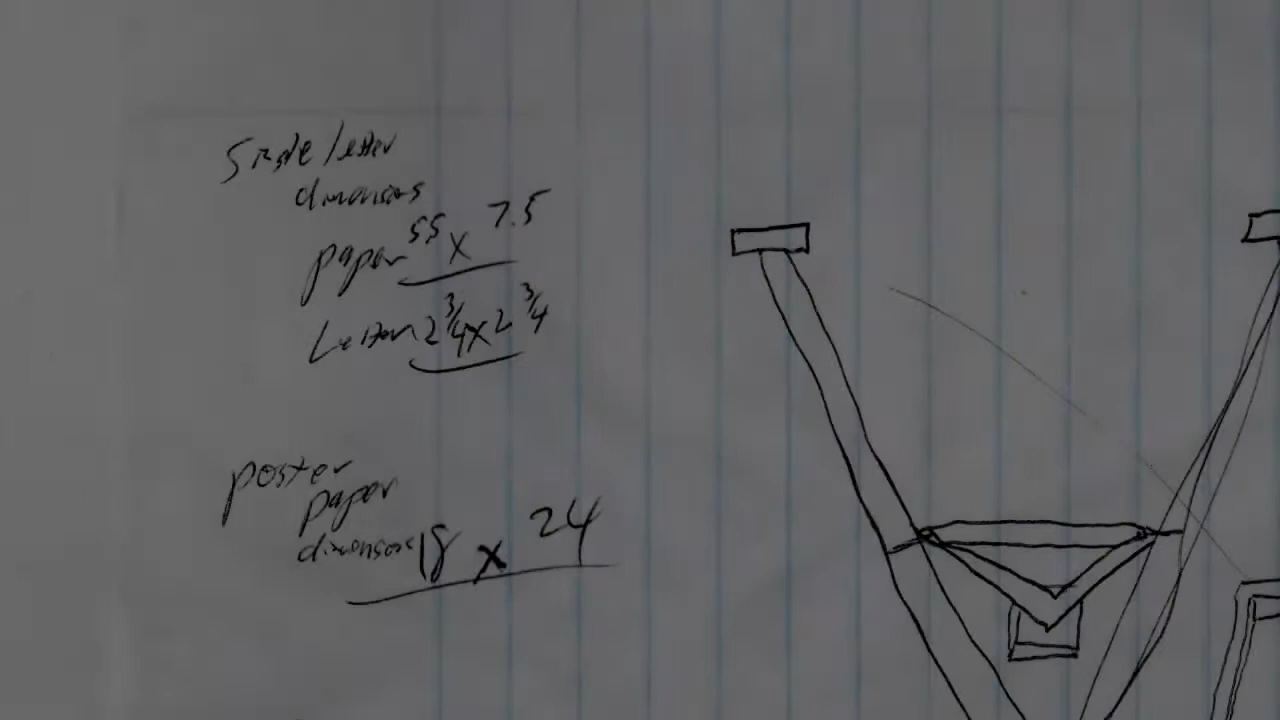 Single letter
dimensions
paper 5.5 x 7.5
Letter 2 3/4 x 2 3/4
poster
paper
dimensions 18 x 24